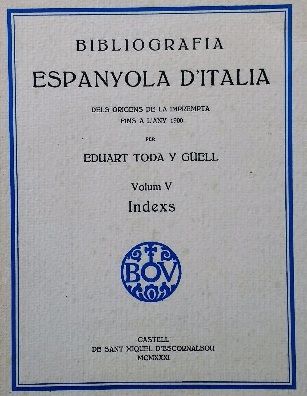 BIBLIOGRAFIA
ESPANYOLA D'ITALIA
DELS ORIGENS DE LA IMPREMPTA
FINS A L'ANY 1900
PER
EDUART TODA Y GÜELL
Volum V
Indexs
BOV
CASTELL
DE SANT MIQUEL D'ESCORNALBOU
MCMXXXI